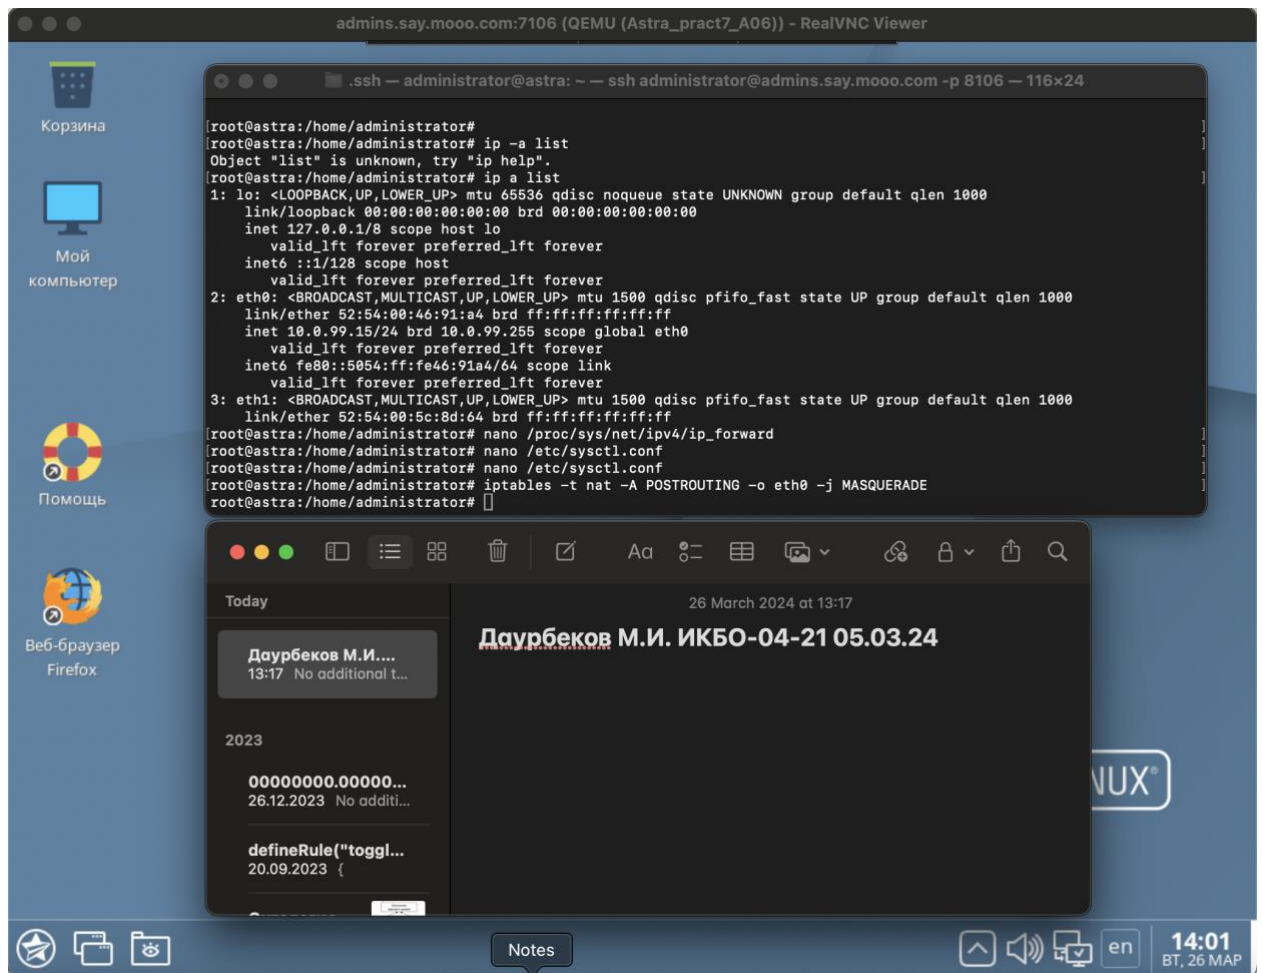 admins.say.mooo.com:7106 (QEMU (Astra_pract7_A06)) - RealVNC Viewer
Корзина
Мой
компьютер
Помощь
Веб-браузер
Firefox
.ssh — administrator@astra: ~ — ssh administrator@admins.say.mooo.com -p 8106 — 116×24
[root@astra:/home/administrator# ]
[root@astra:/home/administrator# ip -a list ]
Object "list" is unknown, try "ip help".
[root@astra:/home/administrator# ip a list ]
1: lo: <LOOPBACK,UP,LOWER_UP> mtu 65536 qdisc noqueue state UNKNOWN group default qlen 1000
link/loopback 00:00:00:00:00:00 brd 00:00:00:00:00:00
inet 127.0.0.1/8 scope host lo
valid_lft forever preferred_lft forever
inet6 ::1/128 scope host
valid_lft forever preferred_lft forever
2: eth0: <BROADCAST,MULTICAST,UP,LOWER_UP> mtu 1500 qdisc pfifo_fast state UP group default qlen 1000
link/ether 52:54:00:46:91:a4 brd ff:ff:ff:ff:ff:ff
inet 10.0.99.15/24 brd 10.0.99.255 scope global eth0
valid_lft forever preferred_lft forever
inet6 fe80::5054:ff:fe46:91a4/64 scope link
valid_lft forever preferred_lft forever
3: eth1: <BROADCAST,MULTICAST,UP,LOWER_UP> mtu 1500 qdisc pfifo_fast state UP group default qlen 1000
link/ether 52:54:00:5c:8d:64 brd ff:ff:ff:ff:ff:ff
[root@astra:/home/administrator# nano /proc/sys/net/ipv4/ip_forward ]
[root@astra:/home/administrator# nano /etc/sysctl.conf ]
[root@astra:/home/administrator# nano /etc/sysctl.conf ]
[root@astra:/home/administrator# iptables -t nat -A POSTROUTING -o eth0 -j MASQUERADE ]
root@astra:/home/administrator#
Aa
Today
Даурбеков М.И....
13:17 No additional t...
2023
00000000.00000...
26.12.2023 No additi...
defineRule("toggl...
20.09.2023 {
26 March 2024 at 13:17
Даурбеков М.И. ИКБО-04-21 05.03.24
NUX®
Notes
en
14:01
ВТ, 26 МАР